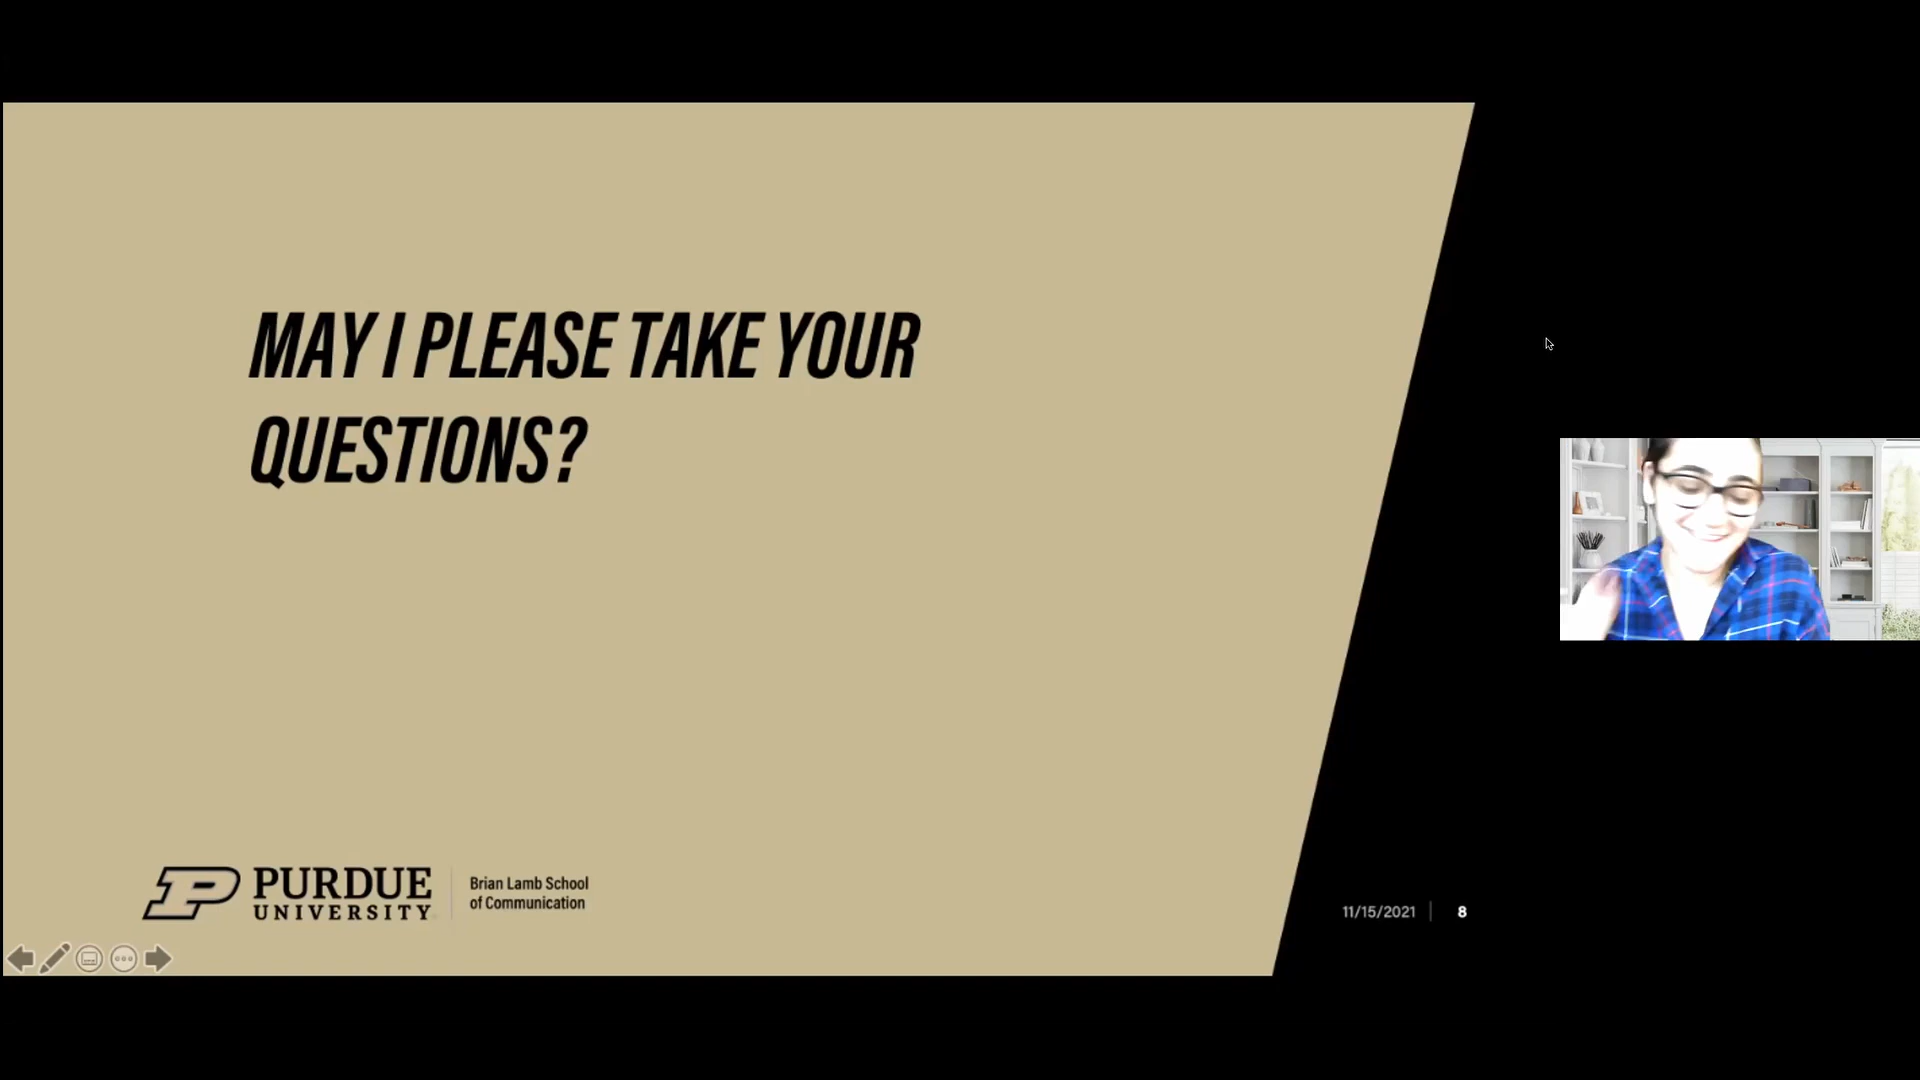 MAY I PLEASE TAKE YOUR
QUESTIONS?
PURDUE
UNIVERSITY
Brian Lamb School
of Communication
11/15/2021
8